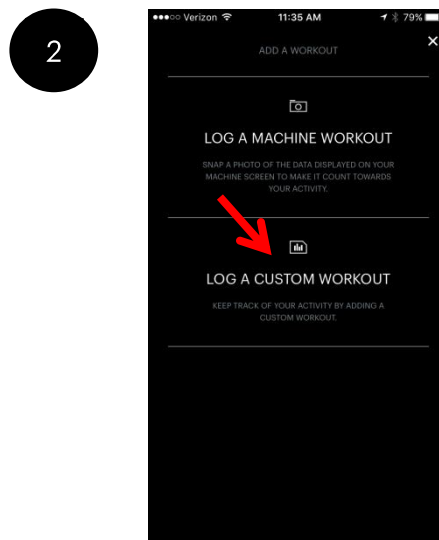 2
●●●○○ Verizon 11:35 AM 79%
×
ADD A WORKOUT
LOG A MACHINE WORKOUT
SNAP A PHOTO OF THE DATA DISPLAYED ON YOUR
MACHINE SCREEN TO MAKE IT COUNT TOWARDS
YOUR ACTIVITY.
LOG A CUSTOM WORKOUT
KEEP TRACK OF YOUR ACTIVITY BY ADDING A
CUSTOM WORKOUT.